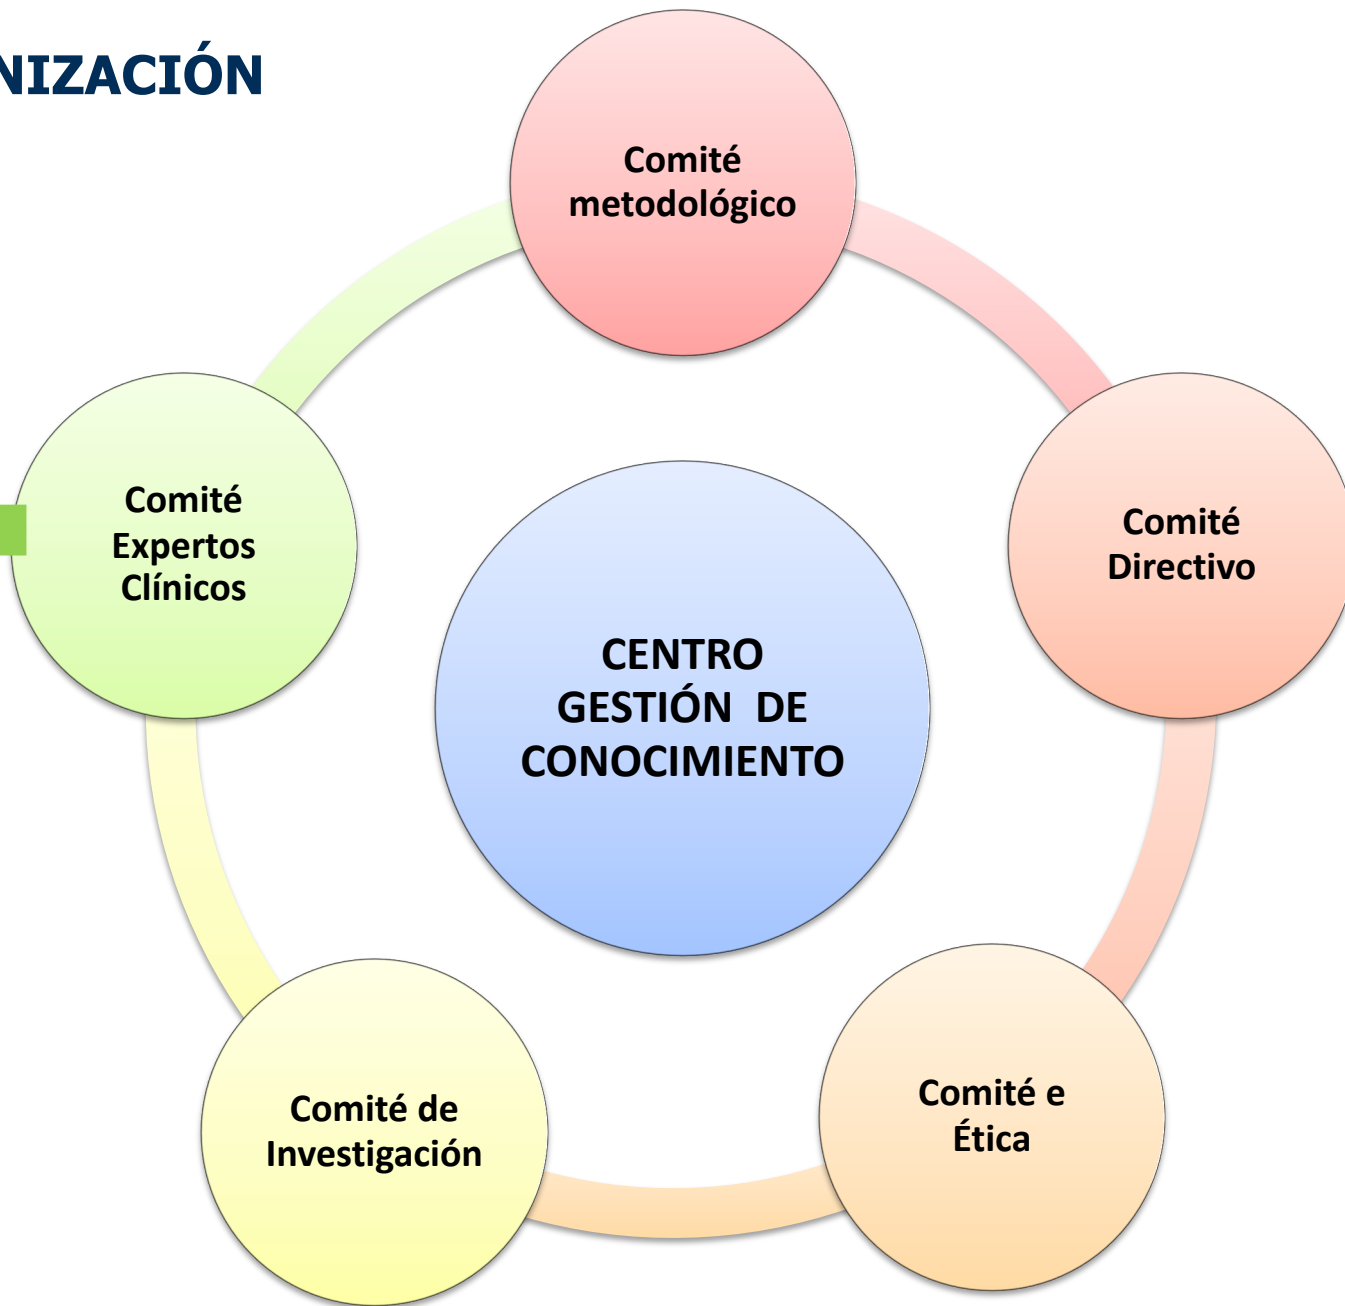 NIZACIÓN
Comité
metodológico
Comité
Directivo
Comité
Expertos
Clínicos
CENTRO
GESTIÓN DE
CONOCIMIENTO
Comité e
Ética
Comité de
Investigación